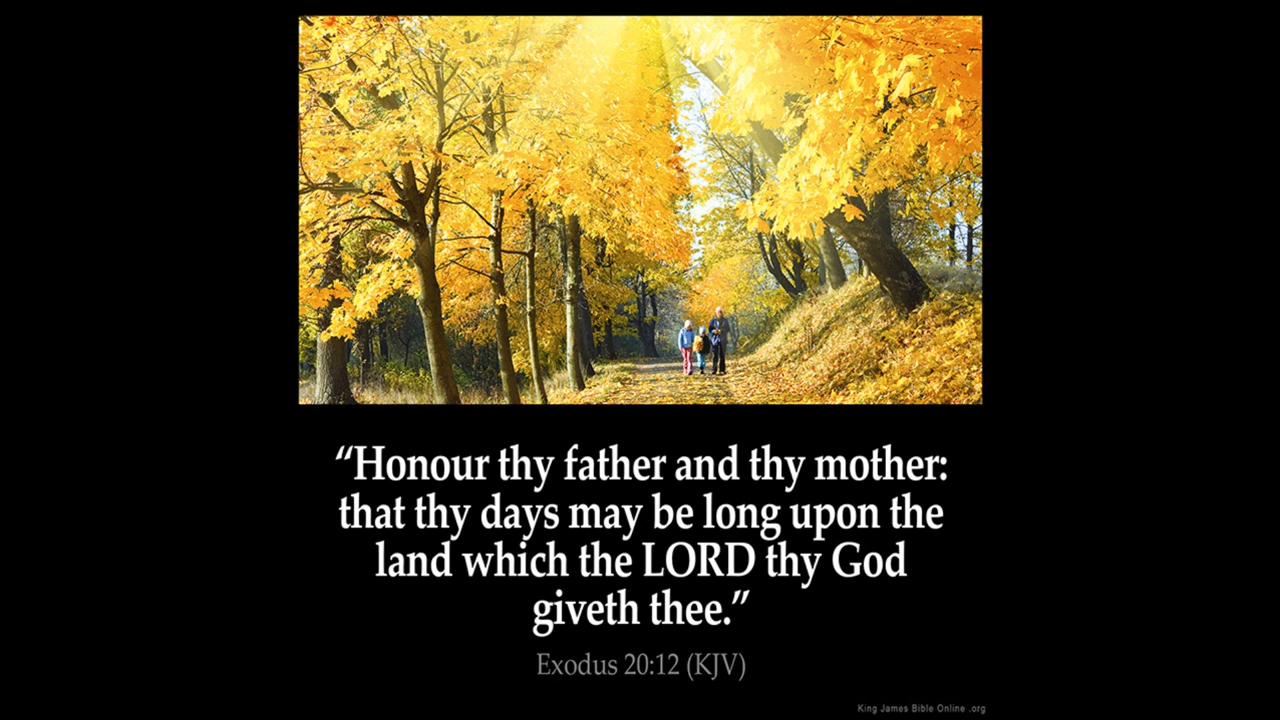 “Honour thy father and thy mother:
that thy days may be long upon the
land which the LORD thy God
giveth thee.”
Exodus 20:12 (KJV)
King James Bible Online .org